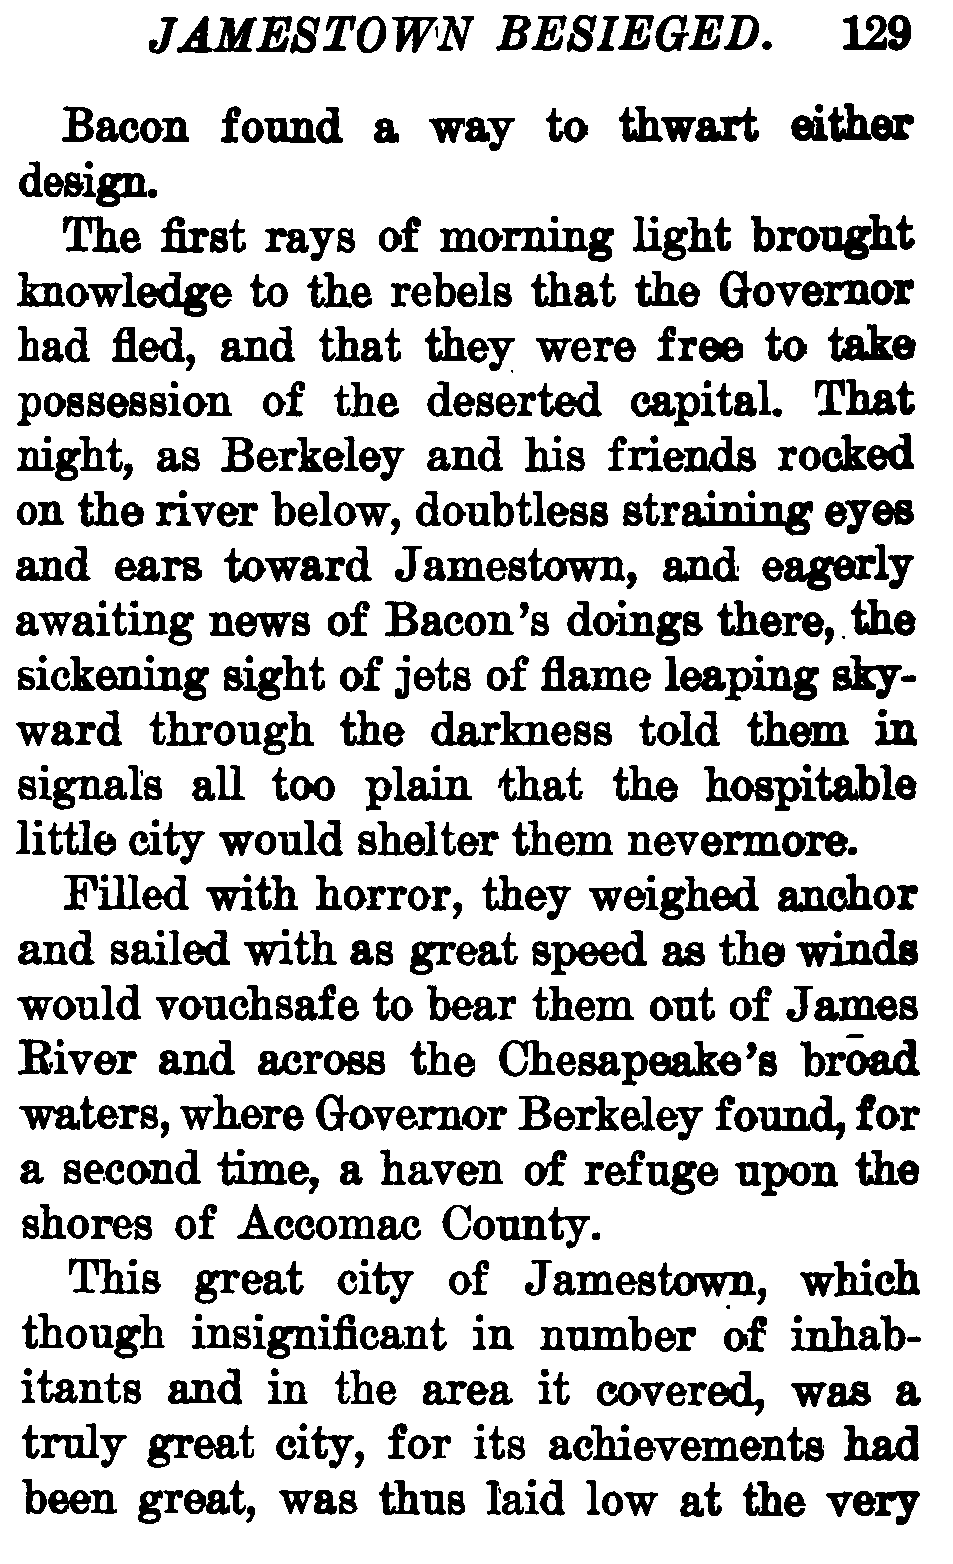 JAMESTOWN BESIEGED. 129
Bacon found a way to thwart either
design.
The first rays of morning light brought
knowledge to the rebels that the Governor
had fled, and that they were free to take
possession of the deserted capital. That
night, as Berkeley and his friends rocked
on the river below, doubtless straining eyes
and ears toward Jamestown, and eagerly
awaiting news of Bacon's doings there, the
sickening sight of jets of flame leaping sky-
ward through the darkness told them in
signals all too plain that the hospitable
little city would shelter them nevermore.
Filled with horror, they weighed anchor
and sailed with as great speed as the winds
would vouchsafe to bear them out of James
River and across the Chesapeake's broad
waters, where Governor Berkeley found, for
a second time, a haven of refuge upon the
shores of Accomac County.
This great city of Jamestown, which
though insignificant in number of inhab-
itants and in the area it covered, was a
truly great city, for its achievements had
been great, was thus laid low at the very